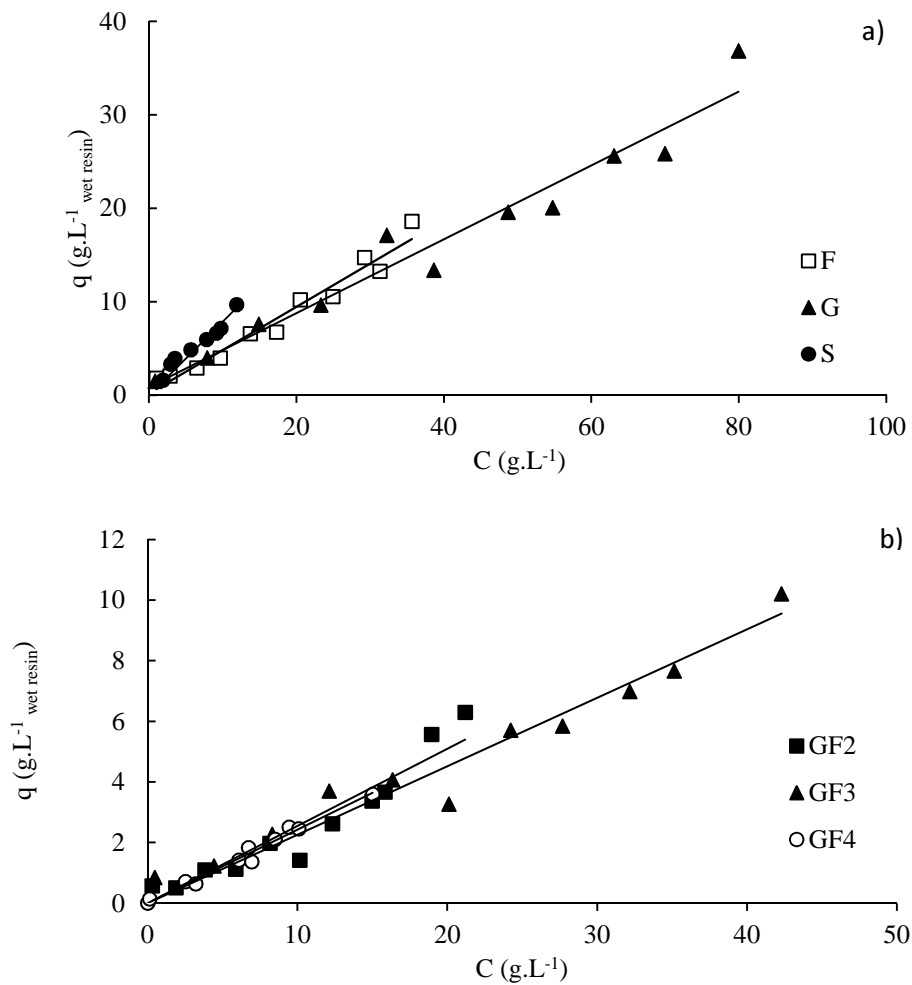 a)
40
30
20
10
0
q (g.L⁻¹ wet resin)
F
G
S
0 20 40 60 80 100
C (g.L⁻¹)
b)
12
10
8
6
4
2
0
q (g.L⁻¹ wet resin)
GF2
GF3
GF4
0 10 20 30 40 50
C (g.L⁻¹)